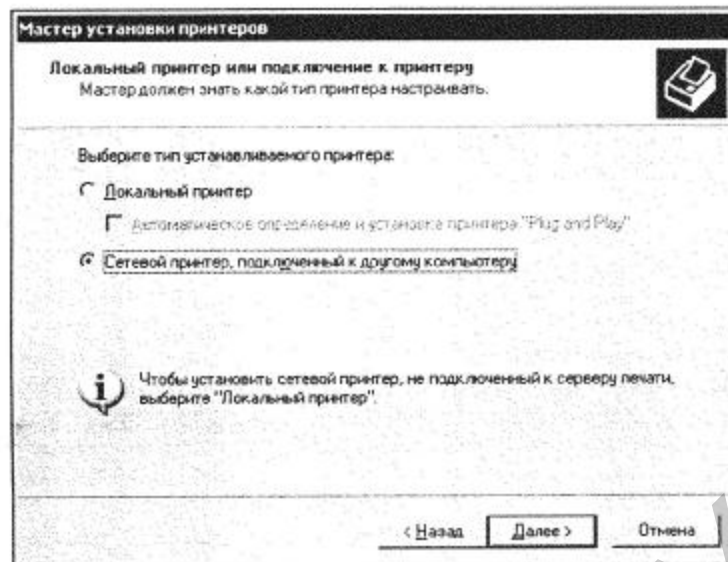 Мастер установки принтеров
Локальный принтер или подключение к принтеру
Мастер должен знать какой тип принтера настраивать.
Выберите тип устанавливаемого принтера:
Локальный принтер
Автоматическое определение и установка принтера "Plug and Play"
Сетевой принтер, подключенный к другому компьютеру
Чтобы установить сетевой принтер, не подключенный к серверу печати,
выберите "Локальный принтер".
< Назад Далее > Отмена